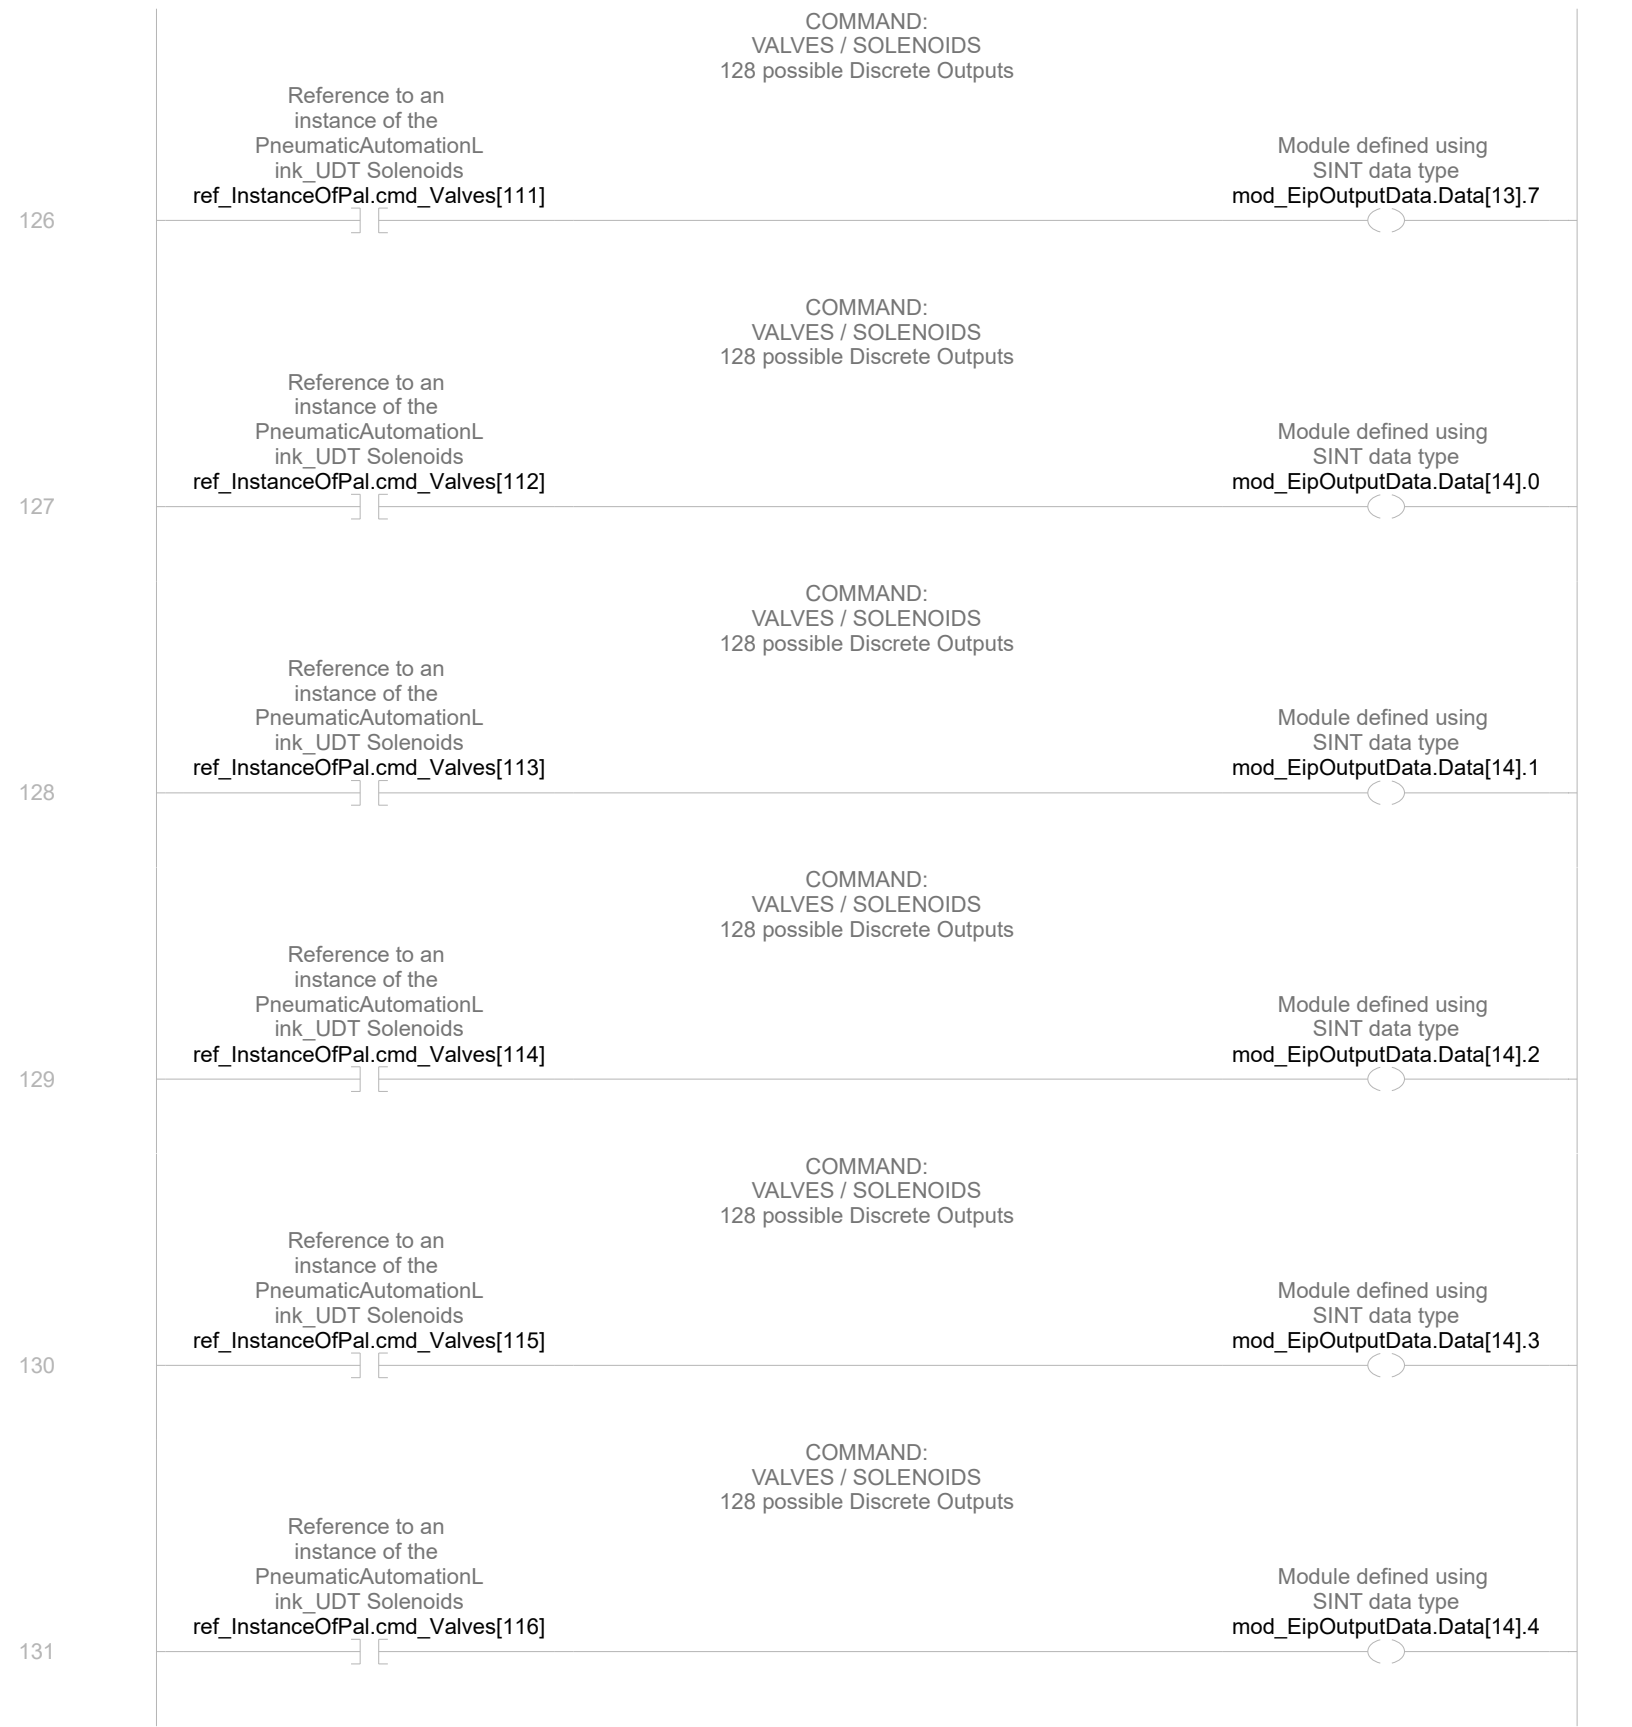 COMMAND:
VALVES / SOLENOIDS
128 possible Discrete Outputs
Reference to an
instance of the
PneumaticAutomationL
ink_UDT Solenoids
ref_InstanceOfPal.cmd_Valves[111]
Module defined using
SINT data type
mod_EipOutputData.Data[13].7
126
COMMAND:
VALVES / SOLENOIDS
128 possible Discrete Outputs
Reference to an
instance of the
PneumaticAutomationL
ink_UDT Solenoids
ref_InstanceOfPal.cmd_Valves[112]
Module defined using
SINT data type
mod_EipOutputData.Data[14].0
127
COMMAND:
VALVES / SOLENOIDS
128 possible Discrete Outputs
Reference to an
instance of the
PneumaticAutomationL
ink_UDT Solenoids
ref_InstanceOfPal.cmd_Valves[113]
Module defined using
SINT data type
mod_EipOutputData.Data[14].1
128
COMMAND:
VALVES / SOLENOIDS
128 possible Discrete Outputs
Reference to an
instance of the
PneumaticAutomationL
ink_UDT Solenoids
ref_InstanceOfPal.cmd_Valves[114]
Module defined using
SINT data type
mod_EipOutputData.Data[14].2
129
COMMAND:
VALVES / SOLENOIDS
128 possible Discrete Outputs
Reference to an
instance of the
PneumaticAutomationL
ink_UDT Solenoids
ref_InstanceOfPal.cmd_Valves[115]
Module defined using
SINT data type
mod_EipOutputData.Data[14].3
130
COMMAND:
VALVES / SOLENOIDS
128 possible Discrete Outputs
Reference to an
instance of the
PneumaticAutomationL
ink_UDT Solenoids
ref_InstanceOfPal.cmd_Valves[116]
Module defined using
SINT data type
mod_EipOutputData.Data[14].4
131